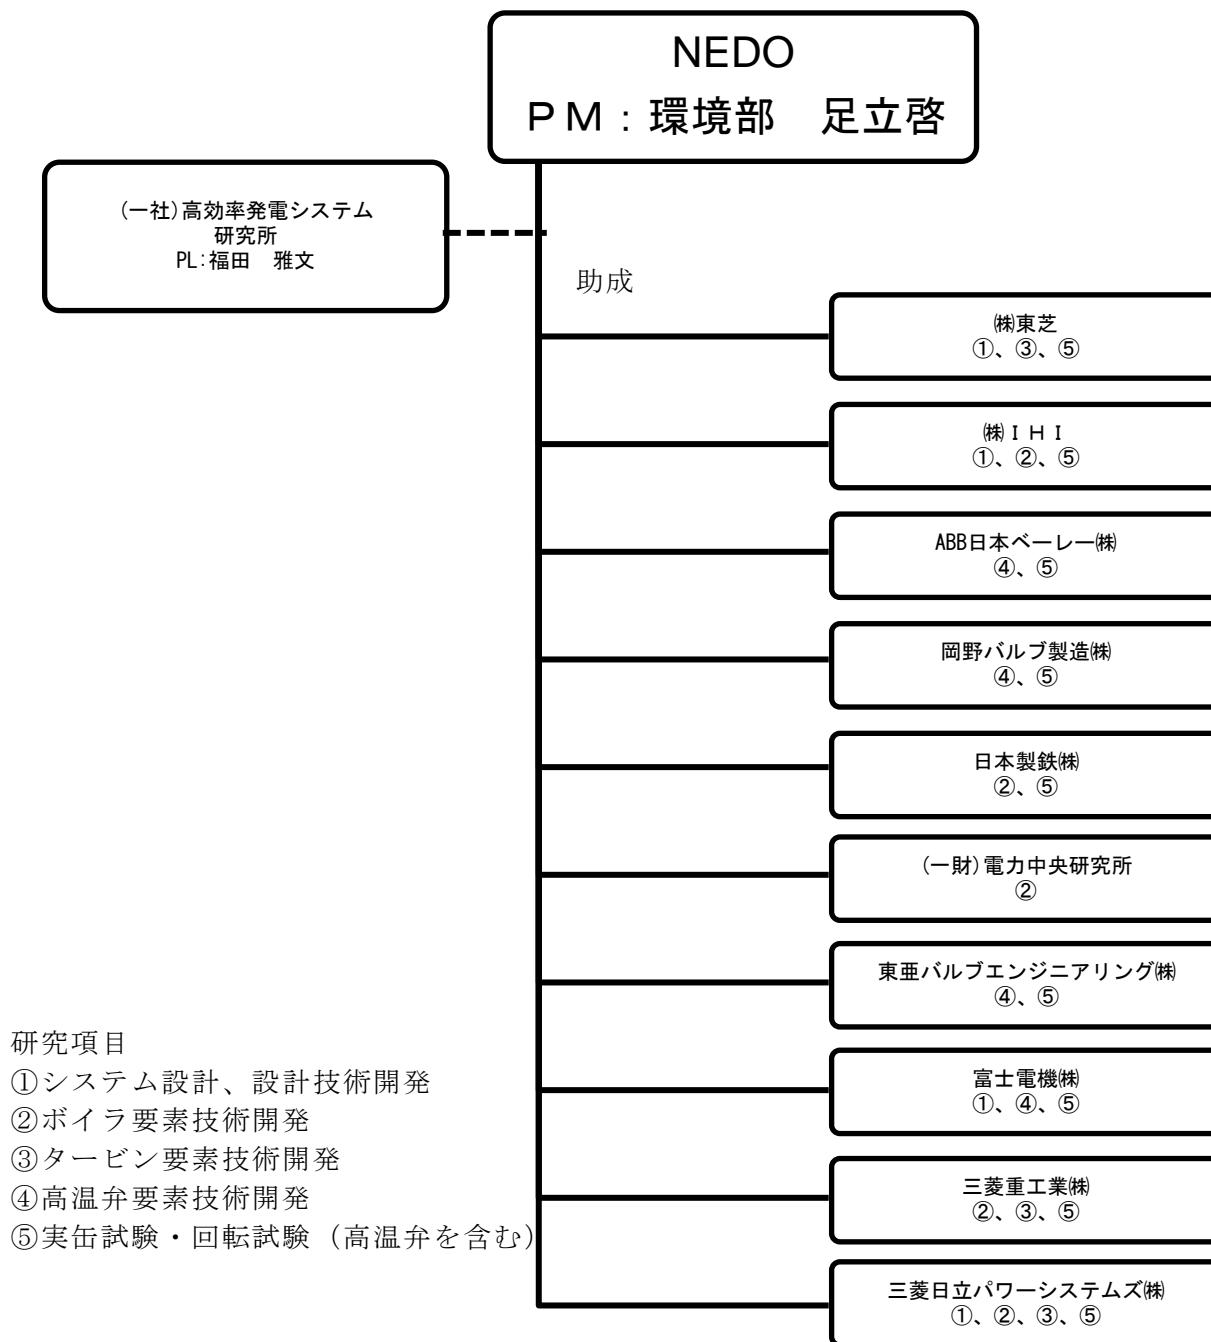 NEDO
ＰＭ：環境部　足立啓
(一社)高効率発電システム
研究所
PL:福田　雅文
助成
㈱東芝
①、③、⑤
㈱ＩＨＩ
①、②、⑤
ABB日本ベーレー㈱
④、⑤
岡野バルブ製造㈱
④、⑤
日本製鉄㈱
②、⑤
(一財)電力中央研究所
②
東亜バルブエンジニアリング㈱
④、⑤
富士電機㈱
①、④、⑤
三菱重工業㈱
②、③、⑤
三菱日立パワーシステムズ㈱
①、②、③、⑤
研究項目
①システム設計、設計技術開発
②ボイラ要素技術開発
③タービン要素技術開発
④高温弁要素技術開発
⑤実缶試験・回転試験（高温弁を含む）